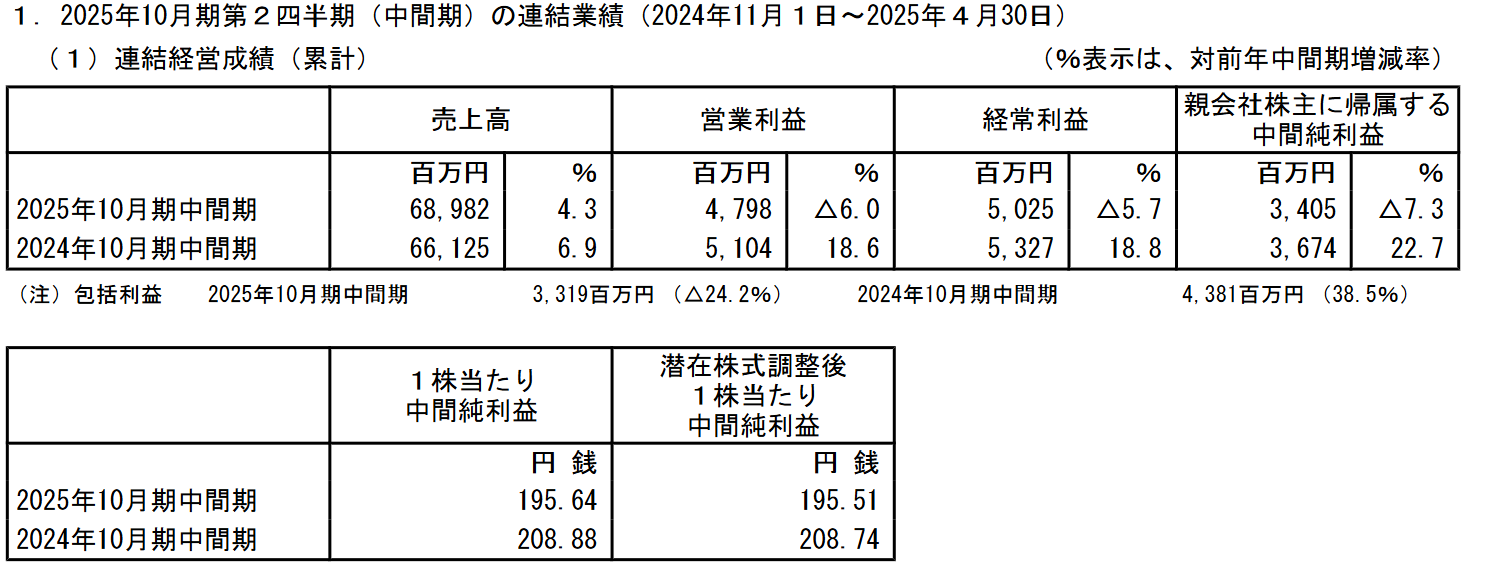 １．2025年10月期第２四半期（中間期）の連結業績（2024年11月１日～2025年４月30日）
（１）連結経営成績（累計） （％表示は、対前年中間期増減率）
売上高 営業利益 経常利益 親会社株主に帰属する
中間純利益
百万円 ％ 百万円 ％ 百万円 ％ 百万円 ％
2025年10月期中間期 68,982 4.3 4,798 △6.0 5,025 △5.7 3,405 △7.3
2024年10月期中間期 66,125 6.9 5,104 18.6 5,327 18.8 3,674 22.7
（注）包括利益 2025年10月期中間期 3,319百万円（△24.2％） 2024年10月期中間期 4,381百万円（38.5％）
１株当たり
中間純利益
潜在株式調整後
１株当たり
中間純利益
円 銭 円 銭
2025年10月期中間期 195.64 195.51
2024年10月期中間期 208.88 208.74